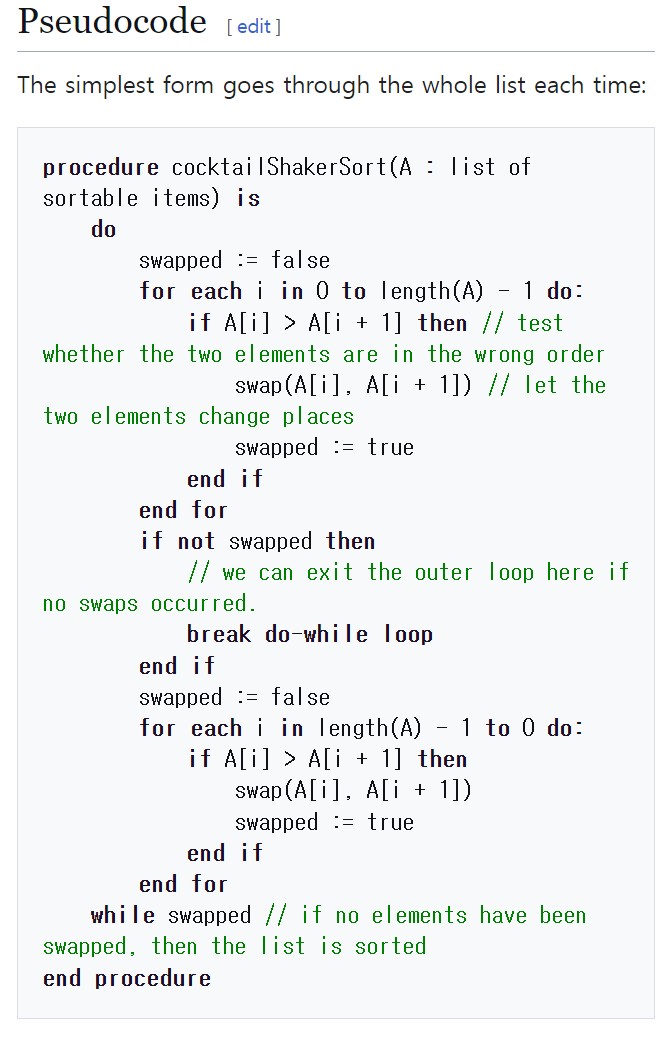 Pseudocode [ edit ]
The simplest form goes through the whole list each time:
procedure cocktailShakerSort(A : list of
sortable items) is
    do
        swapped := false
        for each i in 0 to length(A) - 1 do:
            if A[i] > A[i + 1] then // test
whether the two elements are in the wrong order
                swap(A[i], A[i + 1]) // let the
two elements change places
                swapped := true
            end if
        end for
        if not swapped then
            // we can exit the outer loop here if
no swaps occurred.
            break do-while loop
        end if
        swapped := false
        for each i in length(A) - 1 to 0 do:
            if A[i] > A[i + 1] then
                swap(A[i], A[i + 1])
                swapped := true
            end if
        end for
    while swapped // if no elements have been
swapped, then the list is sorted
end procedure